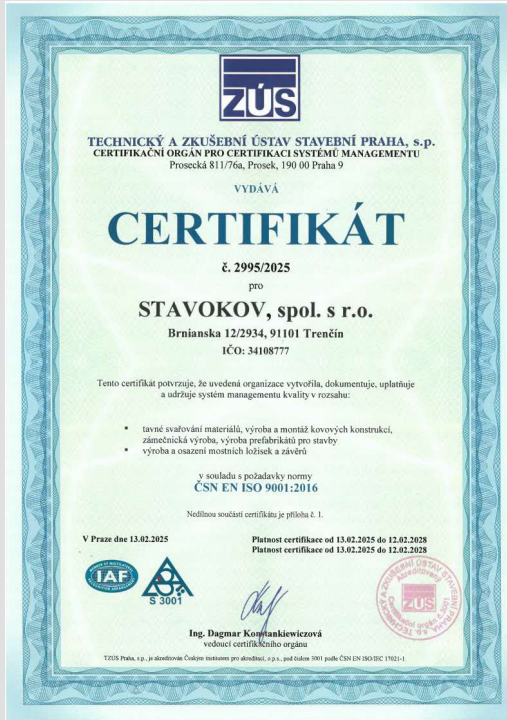 ZÚS
TECHNICKÝ A ZKUŠEBNÍ ÚSTAV STAVEBNÍ PRAHA, s.p.
CERTIFIKAČNÍ ORGÁN PRO CERTIFIKACI SYSTÉMŮ MANAGEMENTU
Prosecká 811/76a, Prosek, 190 00 Praha 9
VYDÁVÁ
CERTIFIKÁT
č. 2995/2025
pro
STAVOKOV, spol. s r.o.
Brnianska 12/2934, 91101 Trenčín
IČO: 34108777
Tento certifikát potvrzuje, že uvedená organizace vytvořila, dokumentuje, uplatňuje
a udržuje systém managementu kvality v rozsahu:
▪ tavné svařování materiálů, výroba a montáž kovových konstrukcí,
zámečnická výroba, výroba prefabrikátů pro stavby
▪ výroba a osazení mostních ložisek a závěrů
v souladu s požadavky normy
ČSN EN ISO 9001:2016
Nedílnou součástí certifikátu je příloha č. 1.
V Praze dne 13.02.2025
Platnost certifikace od 13.02.2025 do 12.02.2028
Platnost certifikace od 13.02.2025 do 12.02.2028
IAF
S 3001
ZÚS
Ing. Dagmar Konstankiewiczová
vedoucí certifikačního orgánu
TZÚS Praha, s.p., je akreditován Českým institutem pro akreditaci, o.p.s., pod číslem 3001 podle ČSN EN ISO/IEC 17021-1